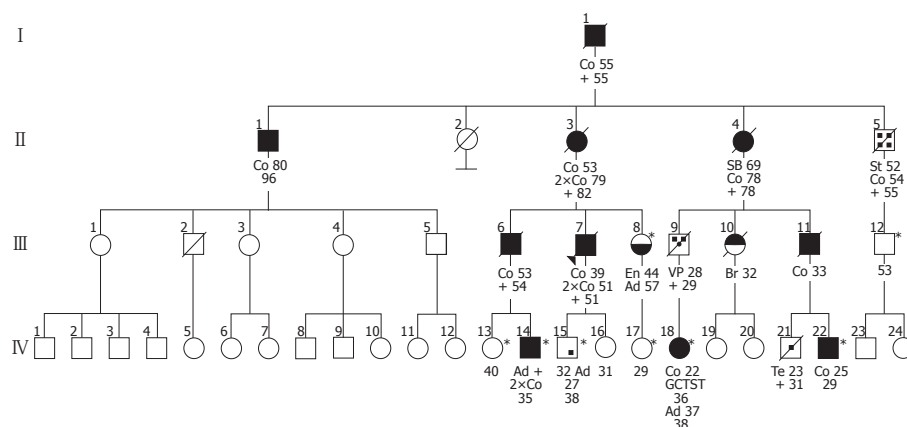 I
1
Co 55
+ 55
II
1 2 3 4 5
Co 80
96
Co 53
2×Co 79
+ 82
SB 69
Co 78
+ 78
St 52
Co 54
+ 55
III
1 2 3 4 5 6 7 8 * 9 10 11 12 *
Co 53
+ 54
Co 39
2×Co 51
+ 51
En 44
Ad 57
VP 28
+ 29
Br 32
Co 33
53
IV
1 2 3 4 5 6 7 8 9 10 11 12 13 * 14 * 15 * 16 17 * 18 * 19 20 21 22 * 23 24
40
Ad +
2×Co
35
32 Ad
27
38
31
29
Co 22
GCTST
36
Ad 37
38
Te 23
+ 31
Co 25
29